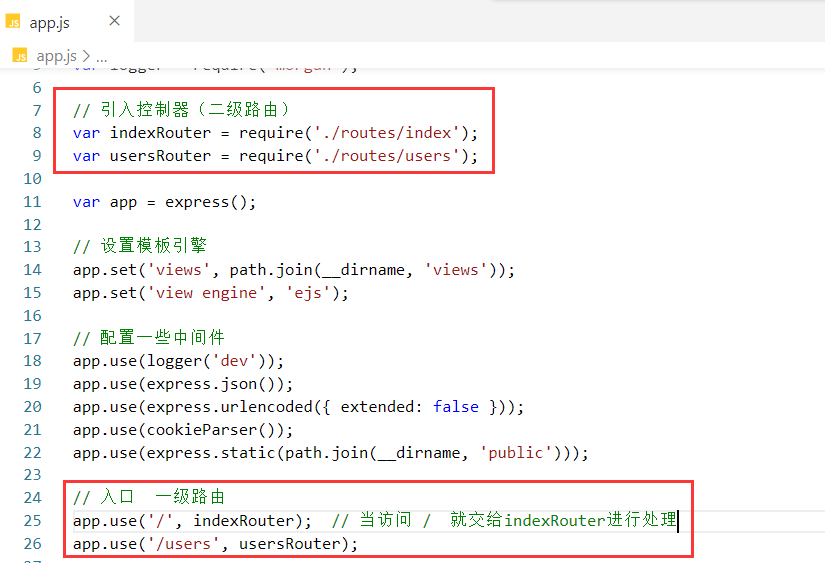 JS app.js ×
JS app.js > ...
5 var logger = require('morgan');
6
7 // 引入控制器（二级路由）
8 var indexRouter = require('./routes/index');
9 var usersRouter = require('./routes/users');
10
11 var app = express();
12
13 // 设置模板引擎
14 app.set('views', path.join(__dirname, 'views'));
15 app.set('view engine', 'ejs');
16
17 // 配置一些中间件
18 app.use(logger('dev'));
19 app.use(express.json());
20 app.use(express.urlencoded({ extended: false }));
21 app.use(cookieParser());
22 app.use(express.static(path.join(__dirname, 'public')));
23
24 // 入口  一级路由
25 app.use('/', indexRouter);  // 当访问 /  就交给indexRouter进行处理
26 app.use('/users', usersRouter);
27